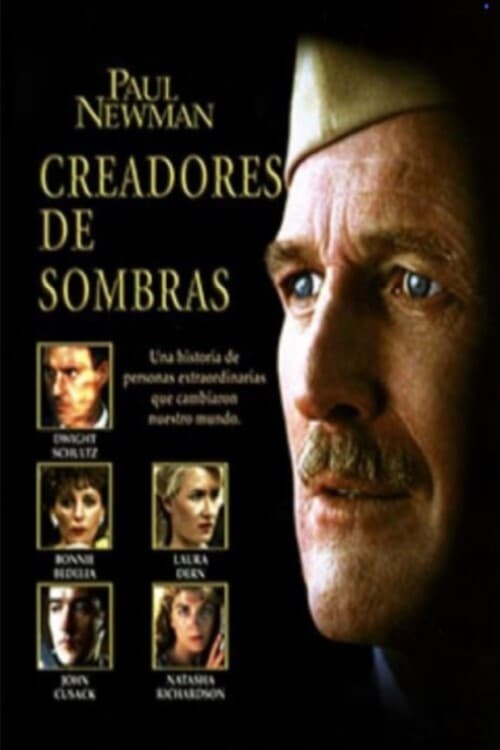 PAUL
NEWMAN
CREADORES
DE
SOMBRAS
Una historia de
personas extraordinarias
que cambiaron
nuestro mundo.
DWIGHT
SCHULTZ
BONNIE
BEDELIA
LAURA
DERN
JOHN
CUSACK
NATASHA
RICHARDSON